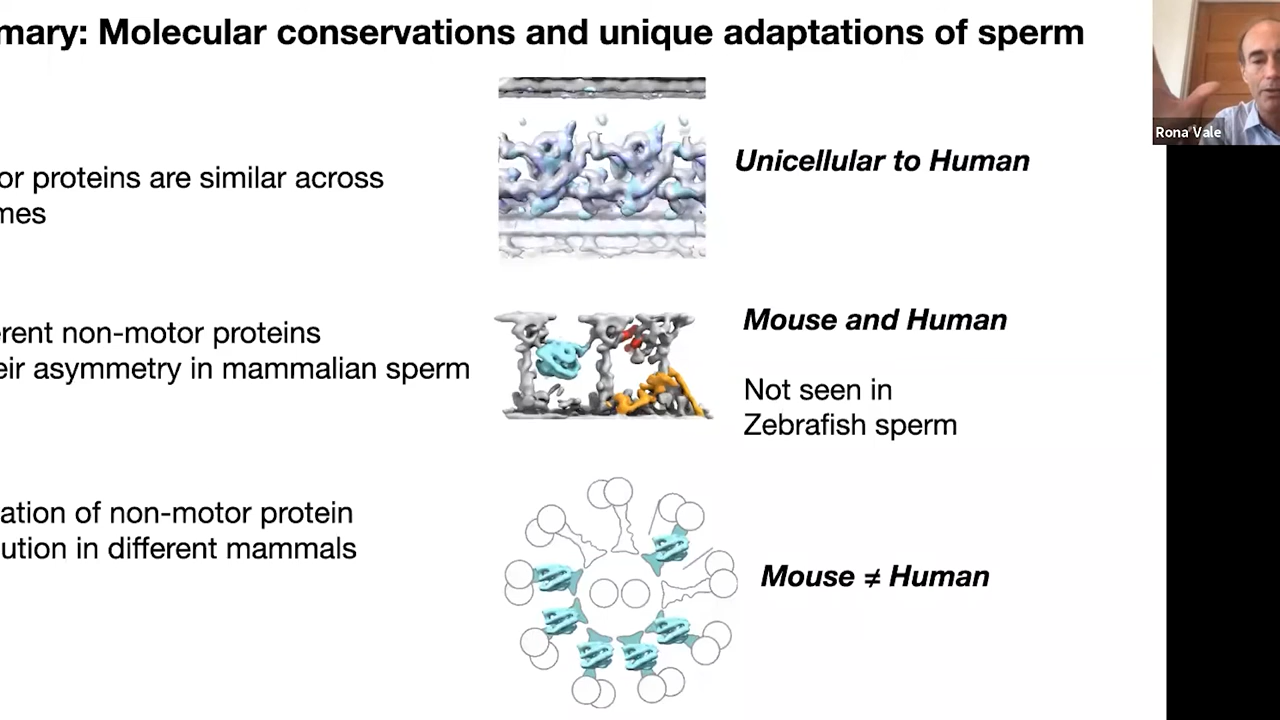 mary: Molecular conservations and unique adaptations of sperm
Rona Vale
Unicellular to Human
or proteins are similar across
mes
Mouse and Human
erent non-motor proteins
eir asymmetry in mammalian sperm
Not seen in
Zebrafish sperm
ation of non-motor protein
ution in different mammals
Mouse ≠ Human